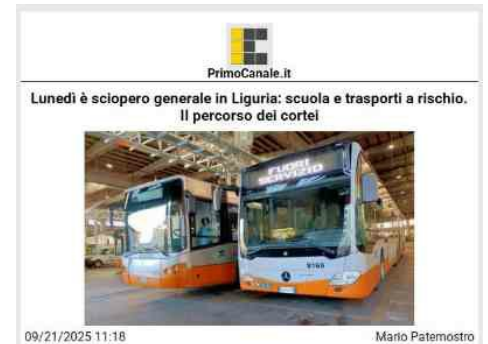 PrimoCanale.it
Lunedì è sciopero generale in Liguria: scuola e trasporti a rischio.
Il percorso dei cortei
FUORI
SERVIZIO
9168
09/21/2025 11:18
Mario Paternostro